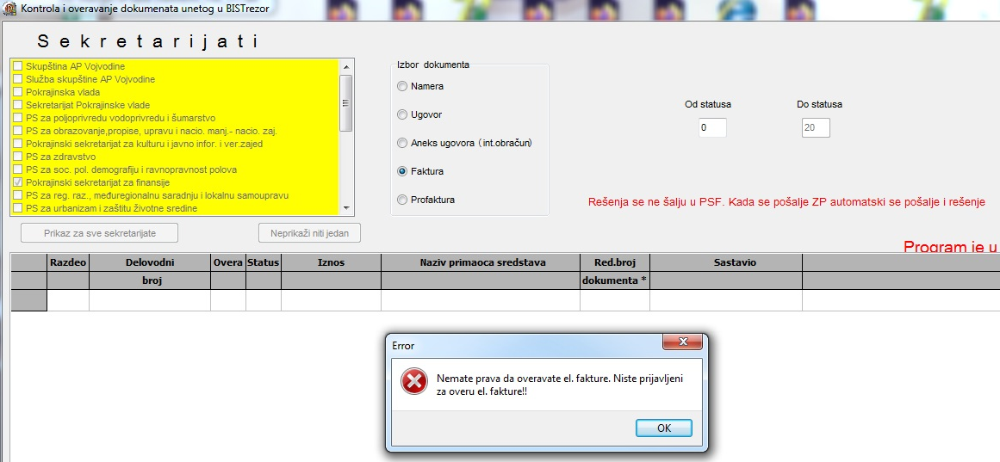 Kontrola i overavanje dokumenata unetog u BISTrezor
Sekretarijati
Skupština AP Vojvodine
Služba skupštine AP Vojvodine
Pokrajinska vlada
Sekretarijat Pokrajinske vlade
PS za poljoprivredu vodoprivredu i šumarstvo
PS za obrazovanje,propise, upravu i nacio. manj.- nacio. zaj.
Pokrajinski sekretarijat za kulturu i javno infor. i ver.zajed
PS za zdravstvo
PS za soc. pol. demografiju i ravnopravnost polova
Pokrajinski sekretarijat za finansije
PS za reg. raz., međuregionalnu saradnju i lokalnu samoupravu
PS za urbanizam i zaštitu životne sredine
Prikaz za sve sekretarijate
Neprikaži niti jedan
Izbor dokumenta
Namera
Ugovor
Aneks ugovora (int.obračun)
Faktura
Profaktura
Od statusa
Do statusa
0
20
Rešenja se ne šalju u PSF. Kada se pošalje ZP automatski se pošalje i rešenje
Program je u
Razdeo Delovodni Overa Status Iznos Naziv primaoca sredstava Red.broj Sastavio
broj dokumenta *
Error
Nemate prava da overavate el. fakture. Niste prijavljeni
za overu el. fakture!!
OK